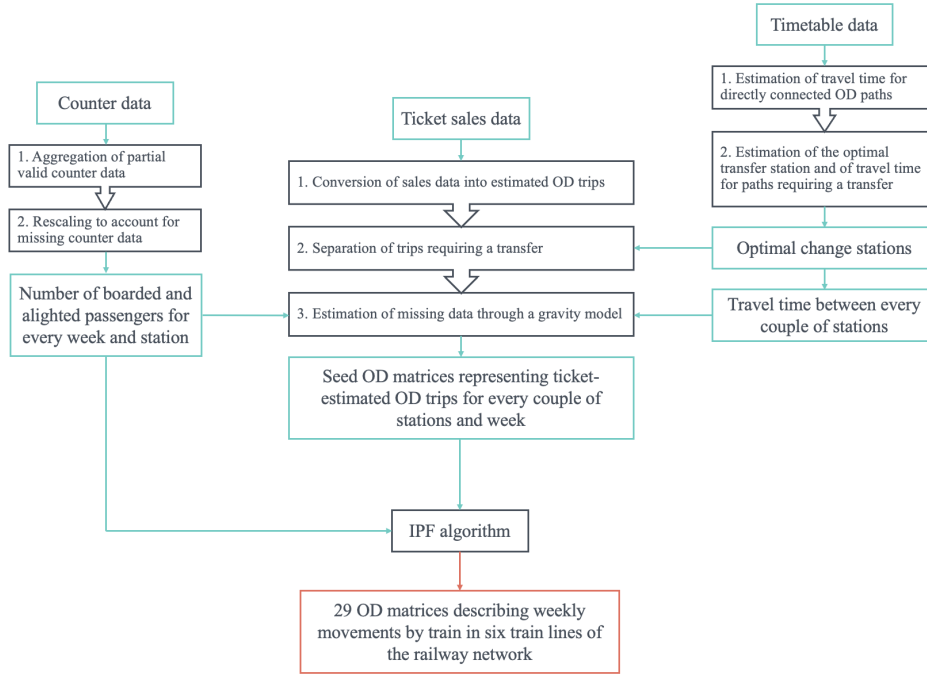 Timetable data
1. Estimation of travel time for
directly connected OD paths
2. Estimation of the optimal
transfer station and of travel time
for paths requiring a transfer
Optimal change stations
Travel time between every
couple of stations
Counter data
1. Aggregation of partial
valid counter data
2. Rescaling to account for
missing counter data
Number of boarded and
alighted passengers for
every week and station
Ticket sales data
1. Conversion of sales data into estimated OD trips
2. Separation of trips requiring a transfer
3. Estimation of missing data through a gravity model
Seed OD matrices representing ticket-
estimated OD trips for every couple of
stations and week
IPF algorithm
29 OD matrices describing weekly
movements by train in six train lines of
the railway network